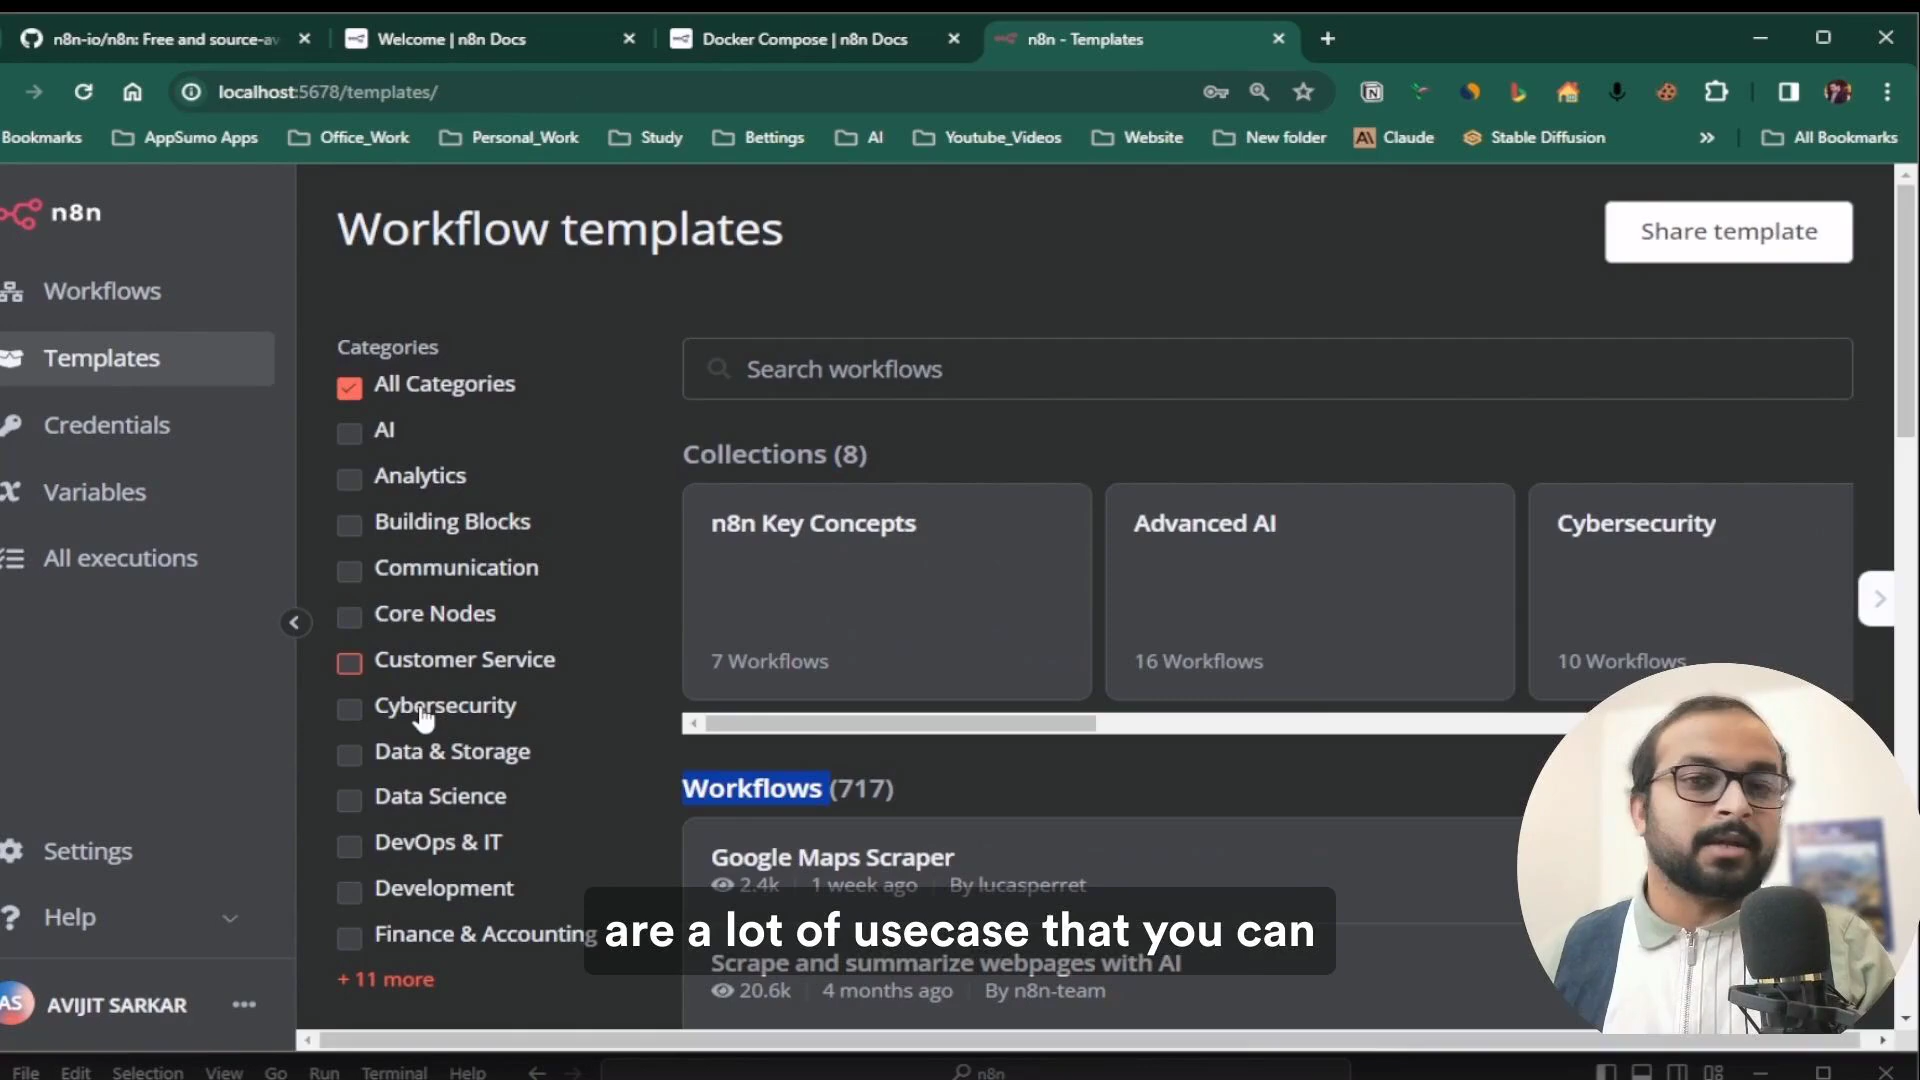 n8n-io/n8n: Free and source-av
Welcome | n8n Docs
Docker Compose | n8n Docs
n8n - Templates
localhost:5678/templates/
Bookmarks
AppSumo Apps
Office_Work
Personal_Work
Study
Bettings
AI
Youtube_Videos
Website
New folder
Claude
Stable Diffusion
All Bookmarks
n8n
Workflows
Templates
Credentials
Variables
All executions
Settings
Help
AS
AVIJIT SARKAR
Workflow templates
Share template
Categories
All Categories
AI
Analytics
Building Blocks
Communication
Core Nodes
Customer Service
Cybersecurity
Data & Storage
Data Science
DevOps & IT
Development
Finance & Accounting
+ 11 more
Search workflows
Collections (8)
n8n Key Concepts
7 Workflows
Advanced AI
16 Workflows
Cybersecurity
10 Workflows
Workflows (717)
Google Maps Scraper
2.4k 1 week ago By lucasperret
are a lot of usecase that you can
Scrape and summarize webpages with AI
20.6k 4 months ago By n8n-team
File Edit Selection View Go Run Terminal Help
n8n